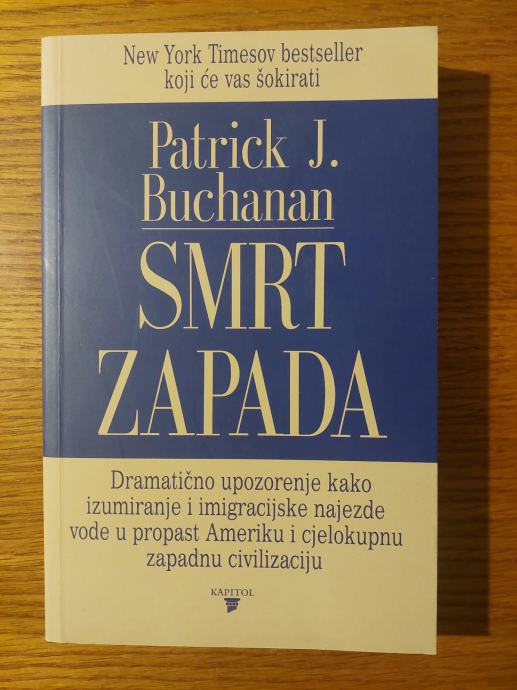 New York Timesov bestseller
koji će vas šokirati
Patrick J.
Buchanan
SMRT
ZAPADA
Dramatično upozorenje kako
izumiranje i imigracijske najezde
vode u propast Ameriku i cjelokupnu
zapadnu civilizaciju
KAPITOL